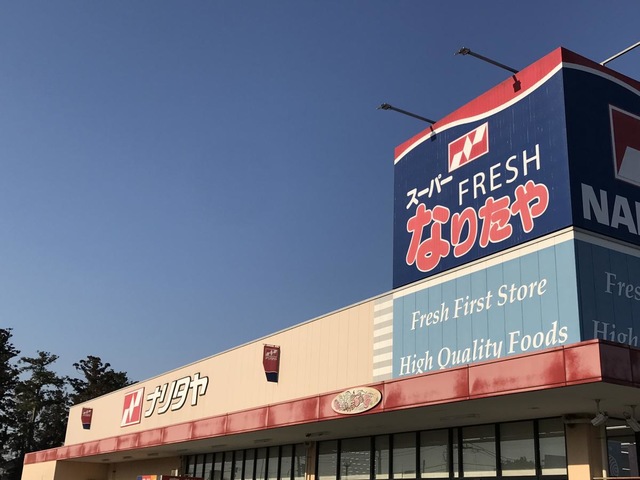 スーパー
FRESH
なりたや
Fresh First Store
High Quality Foods
ナリタヤ
NAR
Fres
High